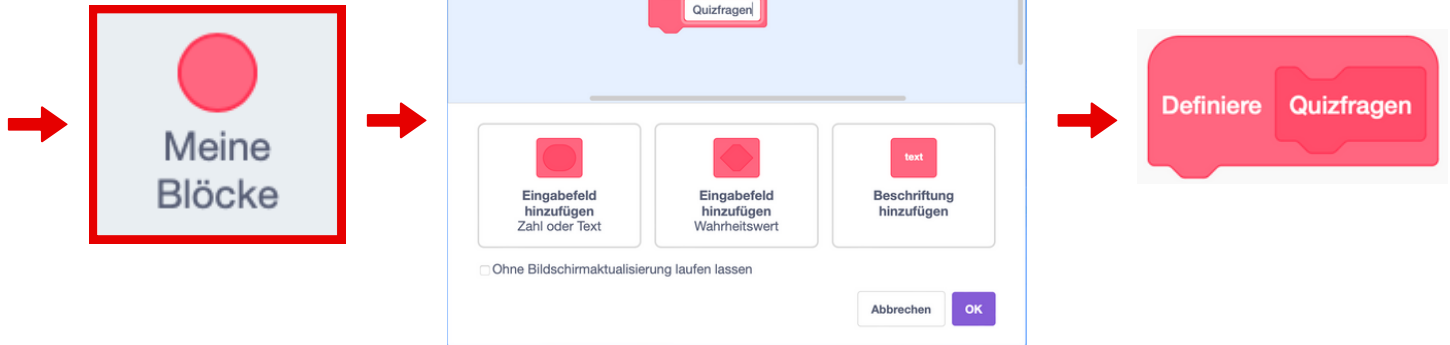 Meine
Blöcke
Quizfragen
Eingabefeld
hinzufügen
Zahl oder Text
Eingabefeld
hinzufügen
Wahrheitswert
text
Beschriftung
hinzufügen
Ohne Bildschirmaktualisierung laufen lassen
Abbrechen OK
Definiere Quizfragen